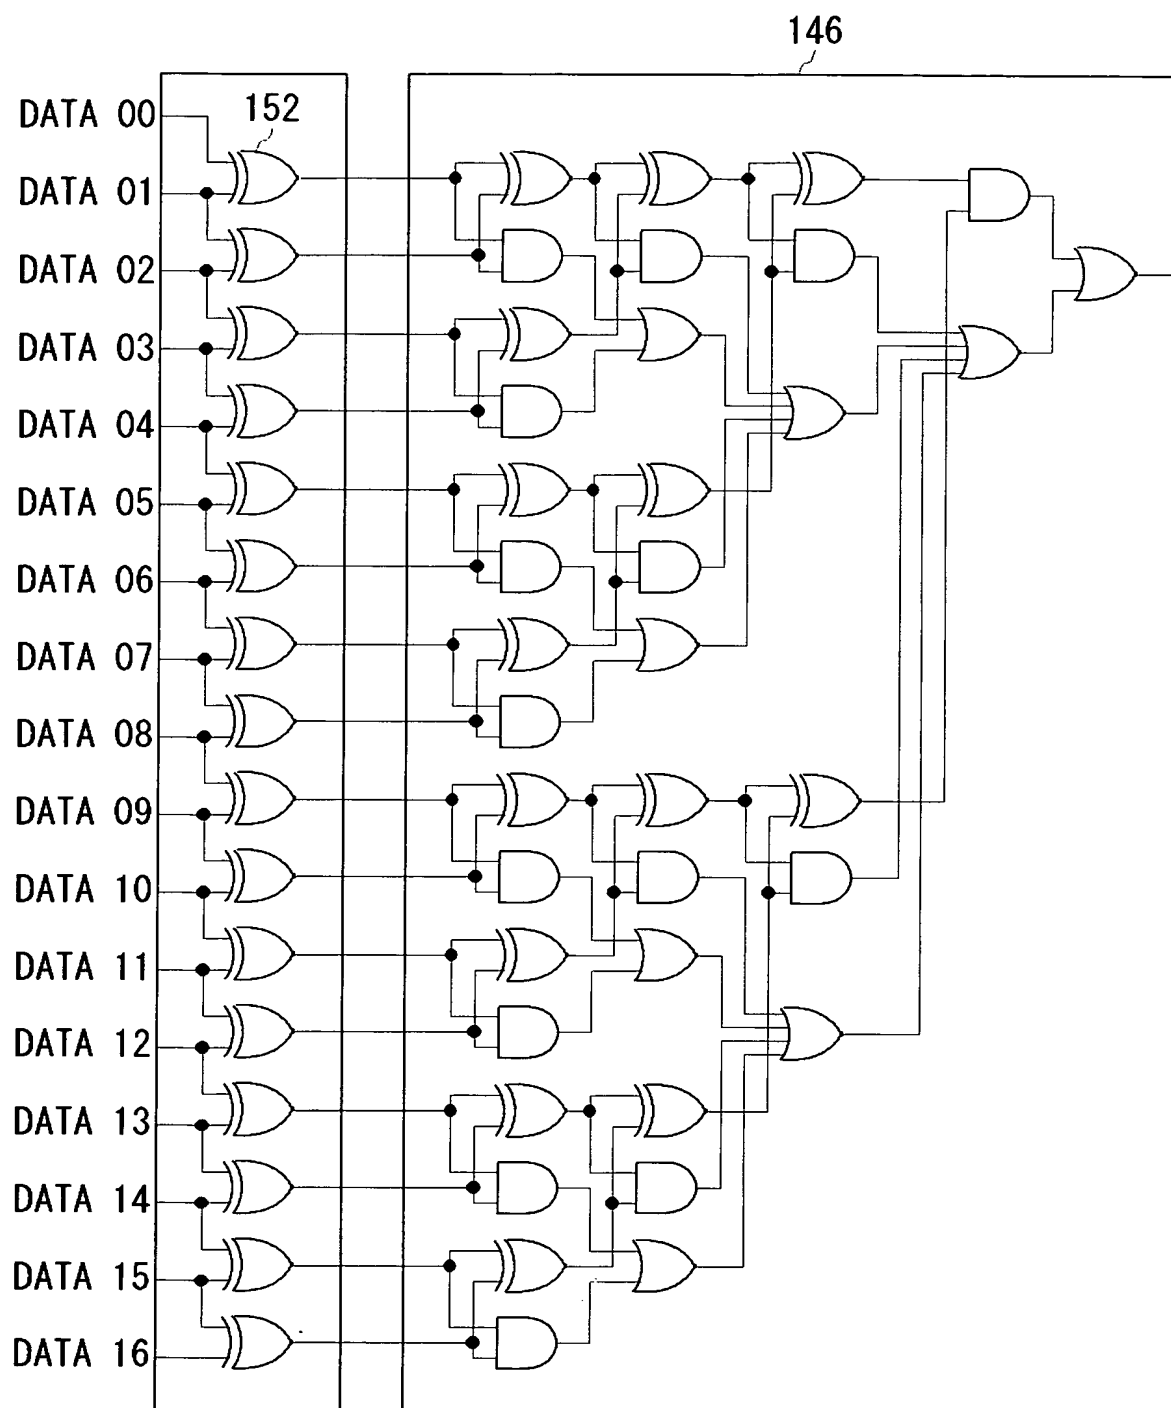 146
DATA 00
152
DATA 01
DATA 02
DATA 03
DATA 04
DATA 05
DATA 06
DATA 07
DATA 08
DATA 09
DATA 10
DATA 11
DATA 12
DATA 13
DATA 14
DATA 15
DATA 16